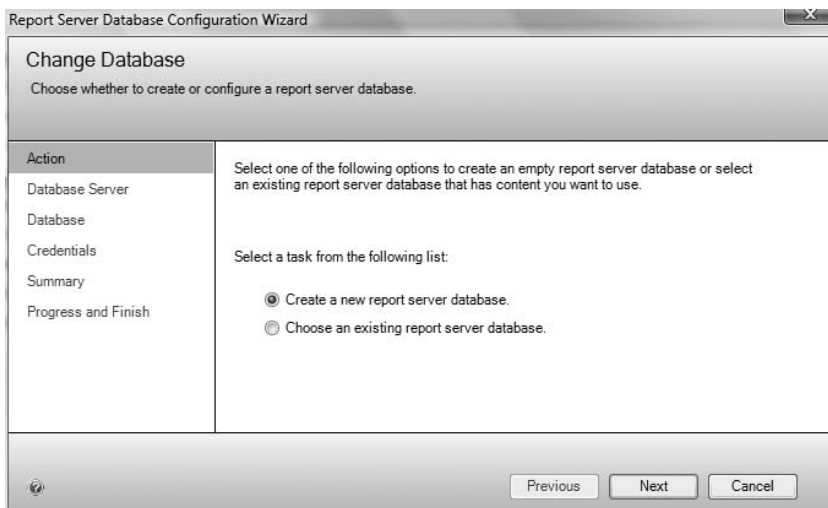 Report Server Database Configuration Wizard
Change Database
Choose whether to create or configure a report server database.
Action
Database Server
Database
Credentials
Summary
Progress and Finish
Select one of the following options to create an empty report server database or select
an existing report server database that has content you want to use.
Select a task from the following list:
Create a new report server database.
Choose an existing report server database.
Previous
Next
Cancel